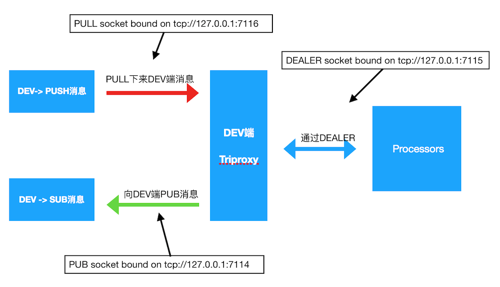 PULL socket bound on tcp://127.0.0.1:7116
DEALER socket bound on tcp://127.0.0.1:7115
DEV-> PUSH消息
PULL下来DEV端消息
DEV端
Triproxy
通过DEALER
Processors
DEV -> SUB消息
向DEV端PUB消息
PUB socket bound on tcp://127.0.0.1:7114